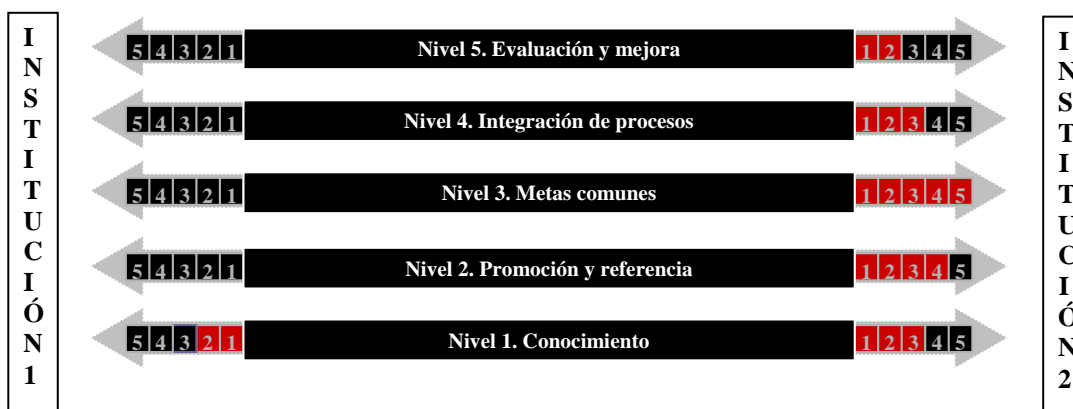 INSTITUCIÓN 1
5 4 3 2 1 Nivel 5. Evaluación y mejora 1 2 3 4 5
5 4 3 2 1 Nivel 4. Integración de procesos 1 2 3 4 5
5 4 3 2 1 Nivel 3. Metas comunes 1 2 3 4 5
5 4 3 2 1 Nivel 2. Promoción y referencia 1 2 3 4 5
5 4 3 2 1 Nivel 1. Conocimiento 1 2 3 4 5
INSTITUCIÓN 2